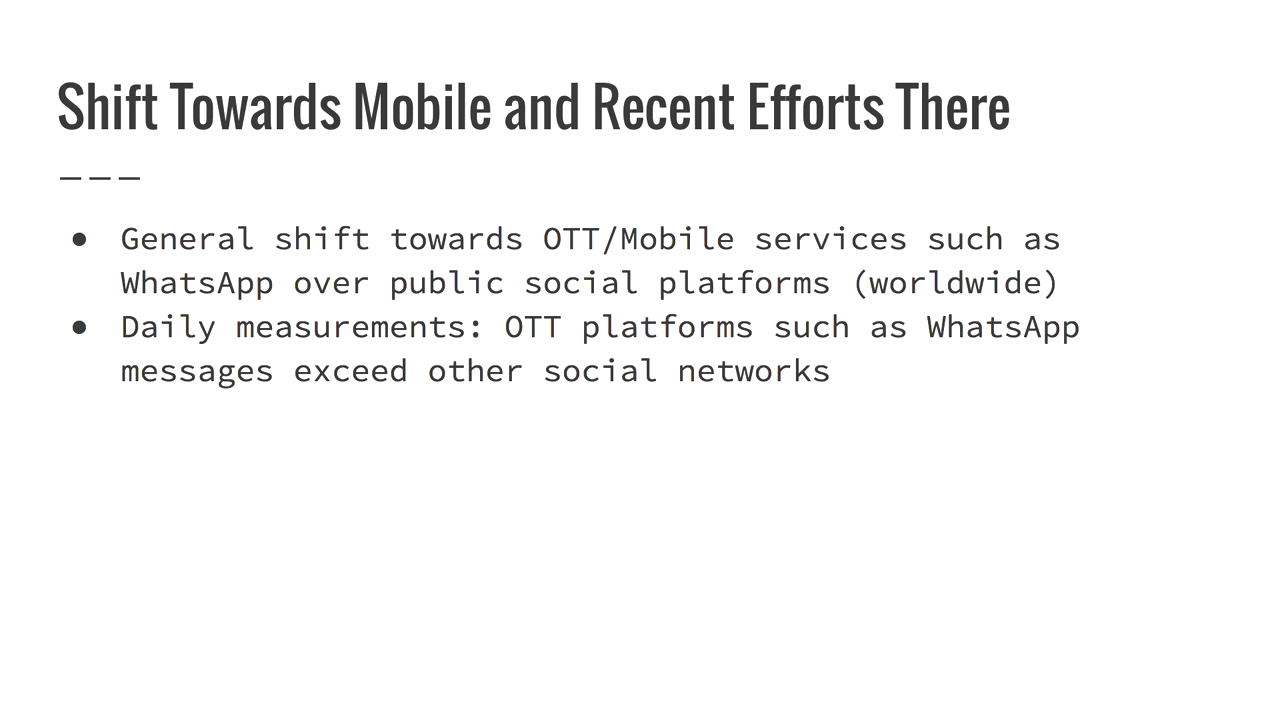 Shift Towards Mobile and Recent Efforts There
● General shift towards OTT/Mobile services such as
WhatsApp over public social platforms (worldwide)
● Daily measurements: OTT platforms such as WhatsApp
messages exceed other social networks